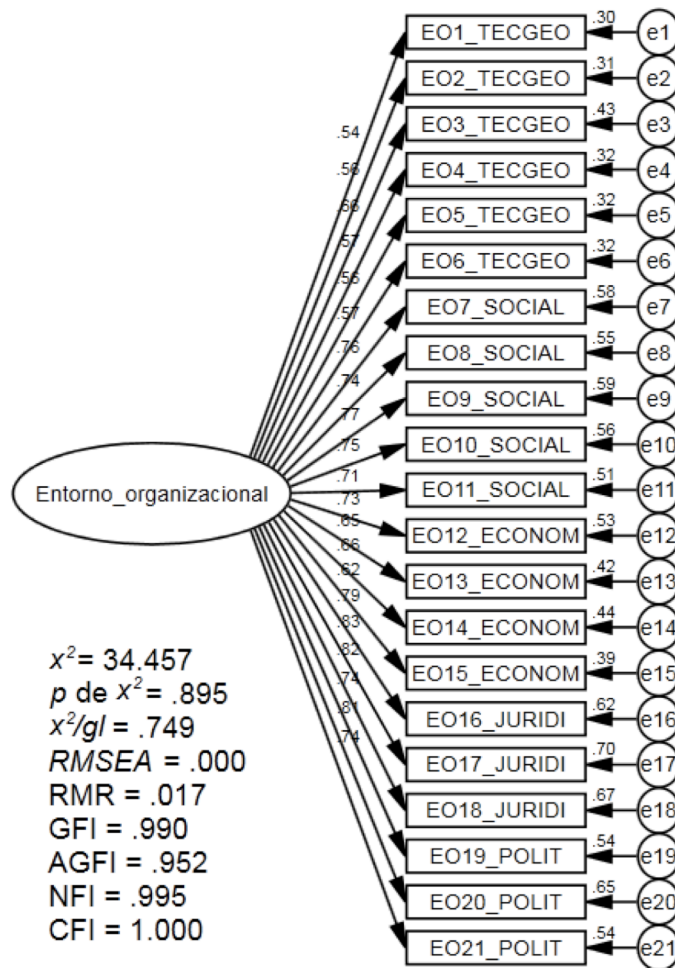 .30
EO1_TECGEO e1
.31
EO2_TECGEO e2
.43
EO3_TECGEO e3
.32
EO4_TECGEO e4
.32
EO5_TECGEO e5
.32
EO6_TECGEO e6
.58
EO7_SOCIAL e7
.55
EO8_SOCIAL e8
.59
EO9_SOCIAL e9
.56
EO10_SOCIAL e10
.51
EO11_SOCIAL e11
.53
EO12_ECONOM e12
.42
EO13_ECONOM e13
.44
EO14_ECONOM e14
.39
EO15_ECONOM e15
.62
EO16_JURIDI e16
.70
EO17_JURIDI e17
.67
EO18_JURIDI e18
.54
EO19_POLIT e19
.65
EO20_POLIT e20
.54
EO21_POLIT e21
.54
.56
.66
.57
.56
.57
.76
.74
.77
.75
.71
.73
.65
.66
.62
.79
.83
.82
.74
.81
.74
Entorno_organizacional
x² = 34.457
p de x² = .895
x²/gl = .749
RMSEA = .000
RMR = .017
GFI = .990
AGFI = .952
NFI = .995
CFI = 1.000